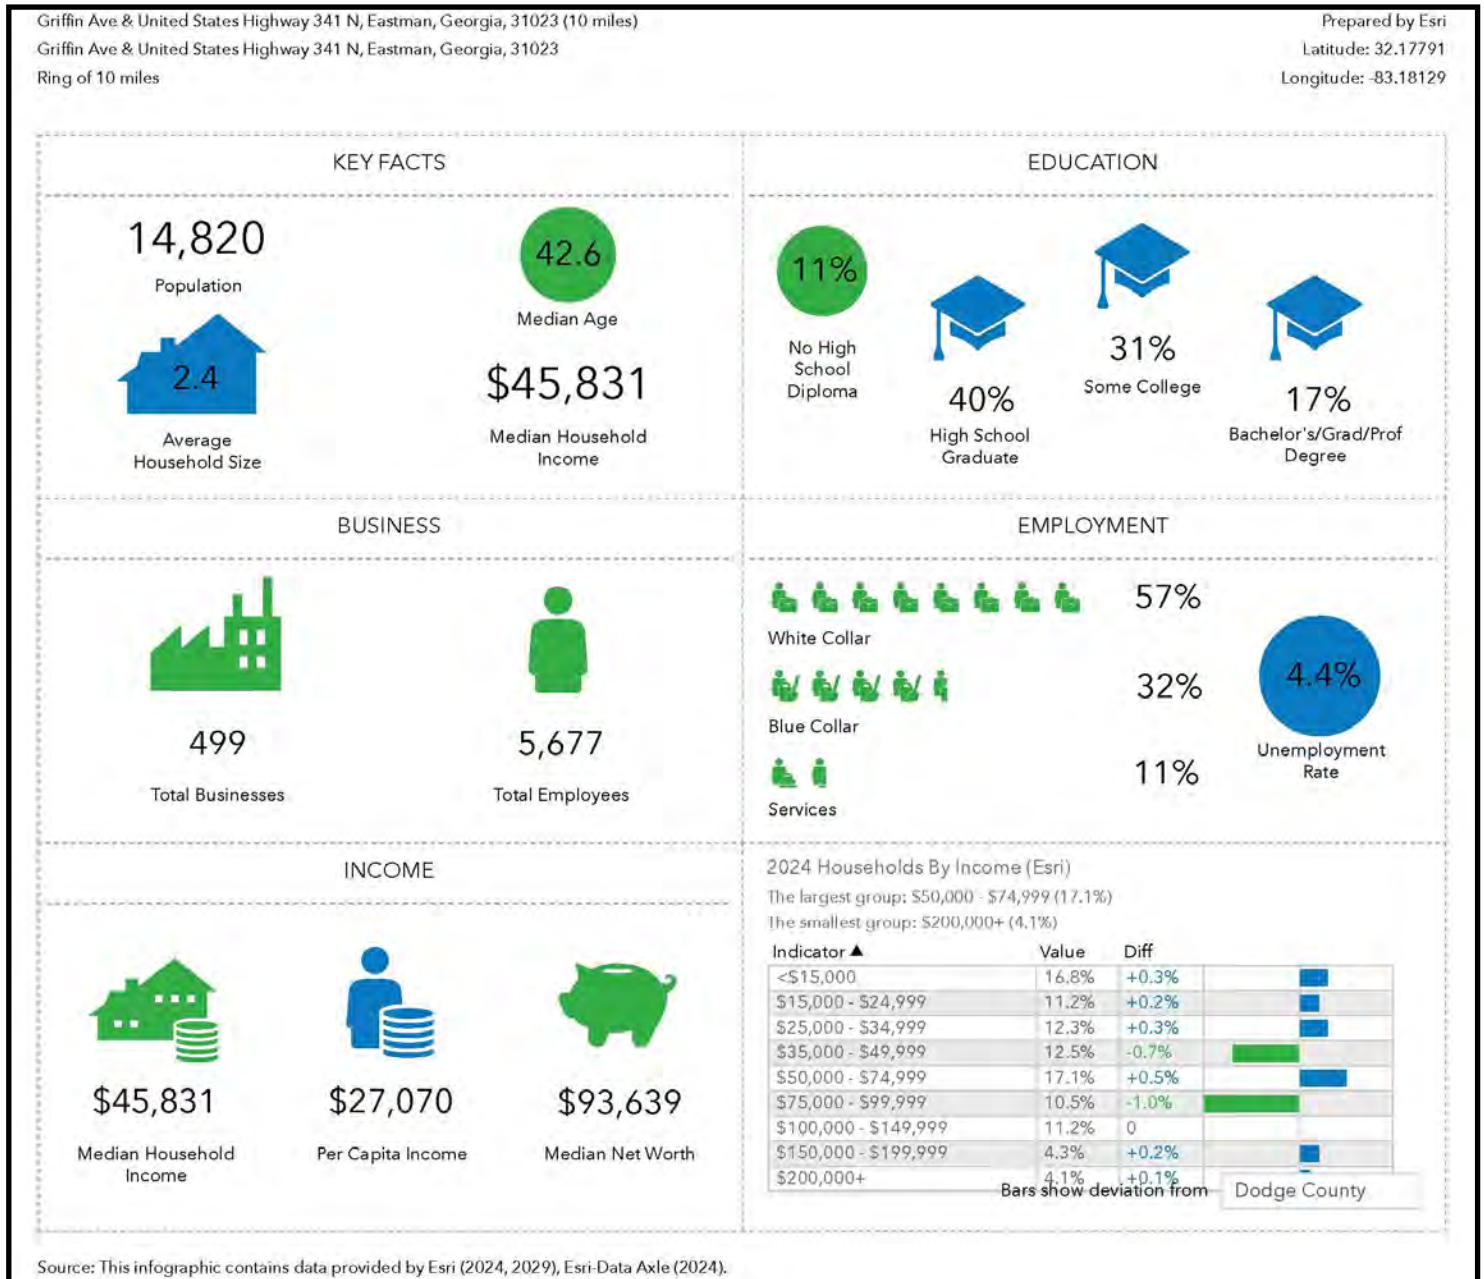 Griffin Ave & United States Highway 341 N, Eastman, Georgia, 31023 (10 miles)
Prepared by Esri
Griffin Ave & United States Highway 341 N, Eastman, Georgia, 31023
Latitude: 32.17791
Ring of 10 miles
Longitude: -83.18129
KEY FACTS
14,820
Population
42.6
Median Age
2.4
Average
Household Size
$45,831
Median Household
Income
EDUCATION
11%
No High
School
Diploma
40%
High School
Graduate
31%
Some College
17%
Bachelor's/Grad/Prof
Degree
BUSINESS
499
Total Businesses
5,677
Total Employees
EMPLOYMENT
57%
White Collar
32%
Blue Collar
11%
Services
4.4%
Unemployment
Rate
INCOME
$45,831
Median Household
Income
$27,070
Per Capita Income
$93,639
Median Net Worth
2024 Households By Income (Esri)
The largest group: $50,000 - $74,999 (17.1%)
The smallest group: $200,000+ (4.1%)
Indicator ▲ Value Diff
<$15,000 16.8% +0.3%
$15,000 - $24,999 11.2% +0.2%
$25,000 - $34,999 12.3% +0.3%
$35,000 - $49,999 12.5% -0.7%
$50,000 - $74,999 17.1% +0.5%
$75,000 - $99,999 10.5% -1.0%
$100,000 - $149,999 11.2% 0
$150,000 - $199,999 4.3% +0.2%
$200,000+ 4.1% +0.1%
Bars show deviation from Dodge County
Source: This infographic contains data provided by Esri (2024, 2029), Esri-Data Axle (2024).